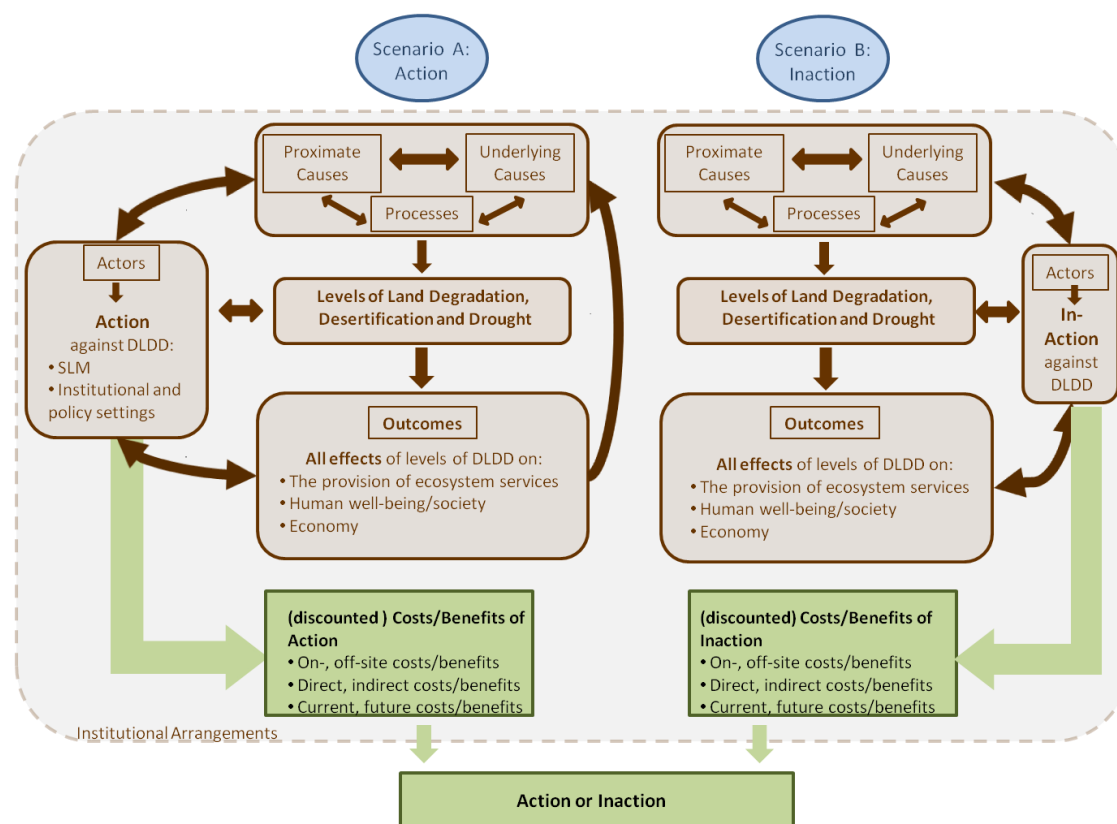 Scenario A:
Action
Scenario B:
Inaction
Proximate
Causes
Underlying
Causes
Processes
Actors
Action
against DLDD:
• SLM
• Institutional and
policy settings
Levels of Land Degradation,
Desertification and Drought
Outcomes
All effects of levels of DLDD on:
• The provision of ecosystem services
• Human well-being/society
• Economy
(discounted ) Costs/Benefits of
Action
• On-, off-site costs/benefits
• Direct, indirect costs/benefits
• Current, future costs/benefits
Proximate
Causes
Underlying
Causes
Processes
Levels of Land Degradation,
Desertification and Drought
Actors
In-
Action
against
DLDD
Outcomes
All effects of levels of DLDD on:
• The provision of ecosystem services
• Human well-being/society
• Economy
(discounted) Costs/Benefits of
Inaction
• On-, off-site costs/benefits
• Direct, indirect costs/benefits
• Current, future costs/benefits
Institutional Arrangements
Action or Inaction